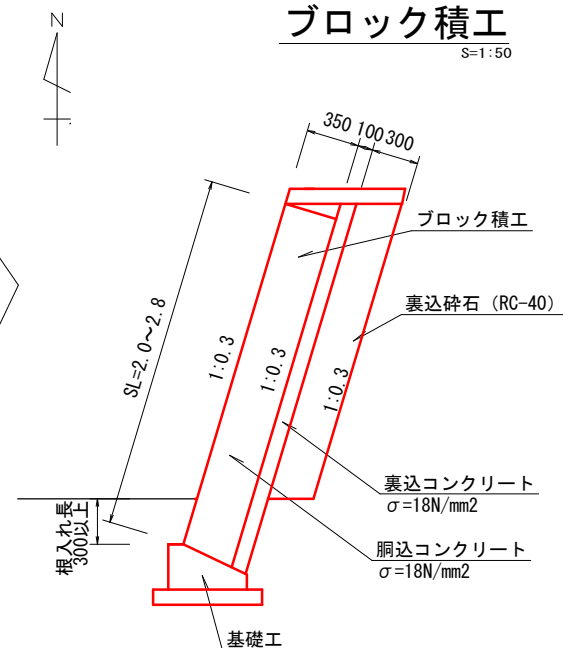 ブロック積工
S=1:50
N
350 100 300
ブロック積工
裏込砕石 (RC-40)
SL=2.0～2.8
1:0.3
1:0.3
1:0.3
裏込コンクリート
σ=18N/mm2
根入れ長
300以上
胴込コンクリート
σ=18N/mm2
基礎工